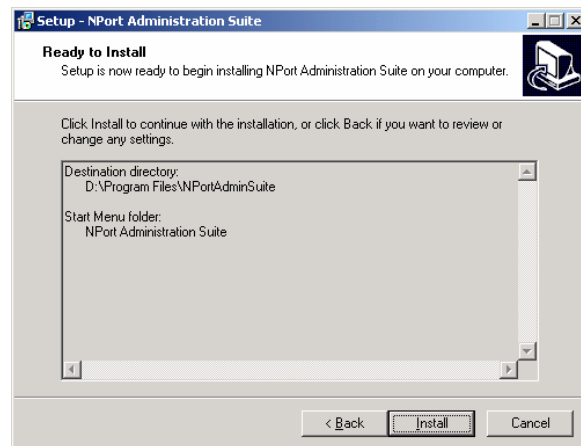 Setup - NPort Administration Suite
Ready to Install
Setup is now ready to begin installing NPort Administration Suite on your computer.
Click Install to continue with the installation, or click Back if you want to review or
change any settings.
Destination directory:
D:\Program Files\NPortAdminSuite
Start Menu folder:
NPort Administration Suite
< Back
Install
Cancel